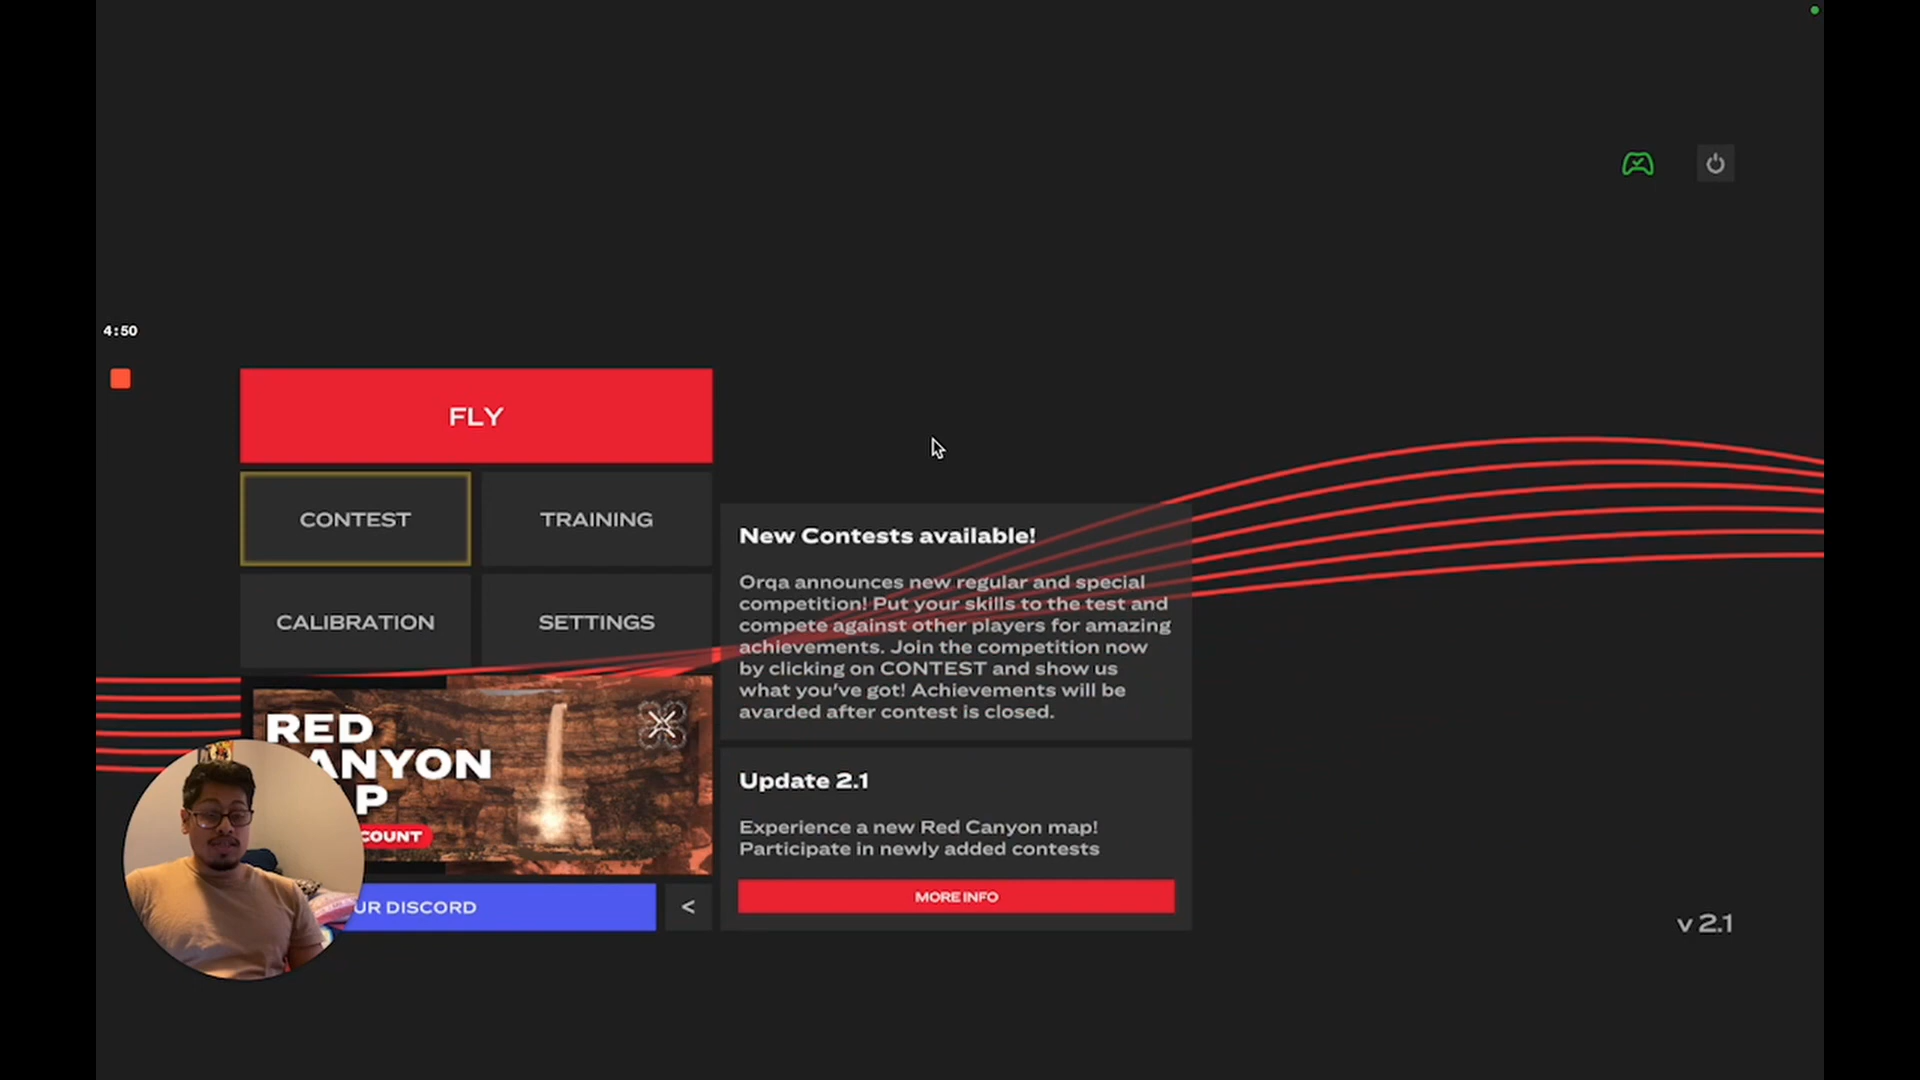 4:50
FLY
CONTEST
TRAINING
CALIBRATION
SETTINGS
New Contests available!
Orqa announces new regular and special
competition! Put your skills to the test and
compete against other players for amazing
achievements. Join the competition now
by clicking on CONTEST and show us
what you've got! Achievements will be
avarded after contest is closed.
RED
ANYON
P
COUNT
Update 2.1
Experience a new Red Canyon map!
Participate in newly added contests
MORE INFO
UR DISCORD
<
v 2.1